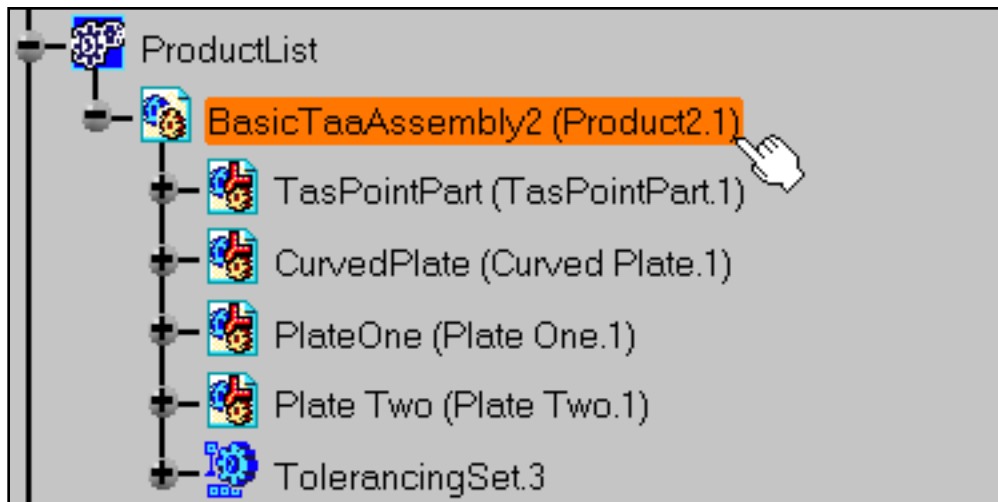 ProductList
BasicTaaAssembly2 (Product2.1)
TasPointPart (TasPointPart.1)
CurvedPlate (Curved Plate.1)
PlateOne (Plate One.1)
Plate Two (Plate Two.1)
TolerancingSet.3